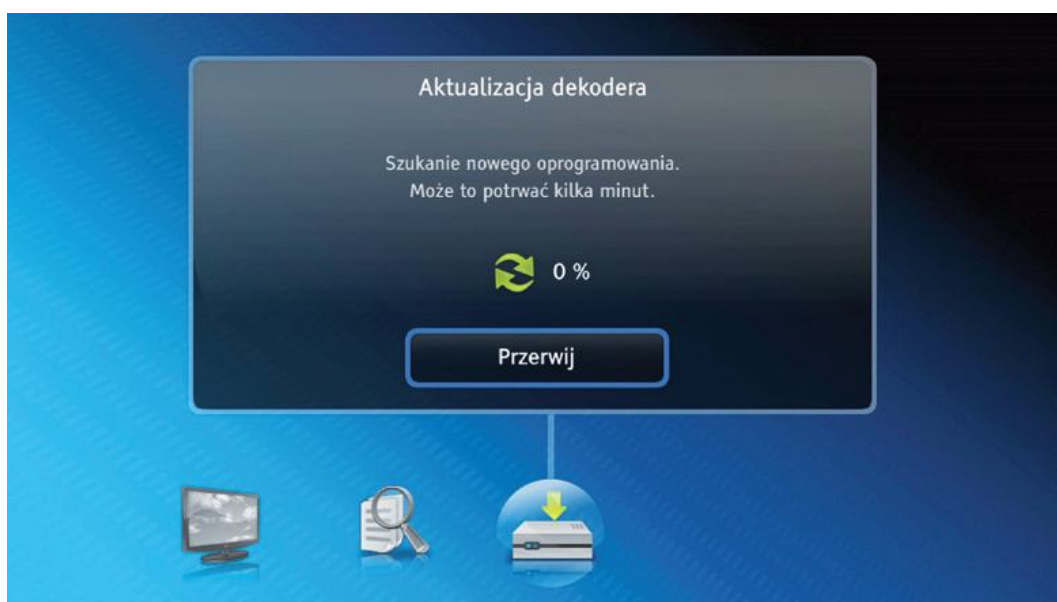 Aktualizacja dekodera
Szukanie nowego oprogramowania.
Może to potrwać kilka minut.
0 %
Przerwij